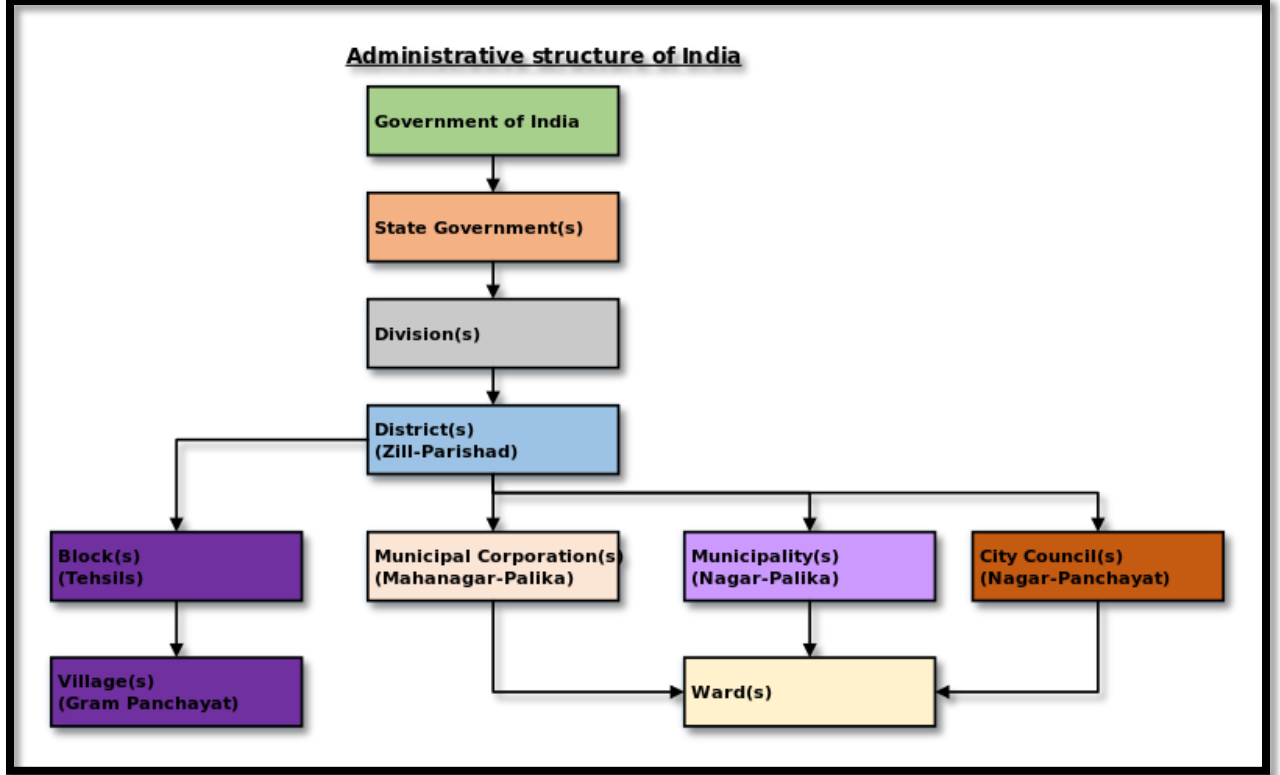 Administrative structure of India
Government of India
State Government(s)
Division(s)
District(s)
(Zill-Parishad)
Block(s)
(Tehsils)
Municipal Corporation(s)
(Mahanagar-Palika)
Municipality(s)
(Nagar-Palika)
City Council(s)
(Nagar-Panchayat)
Village(s)
(Gram Panchayat)
Ward(s)